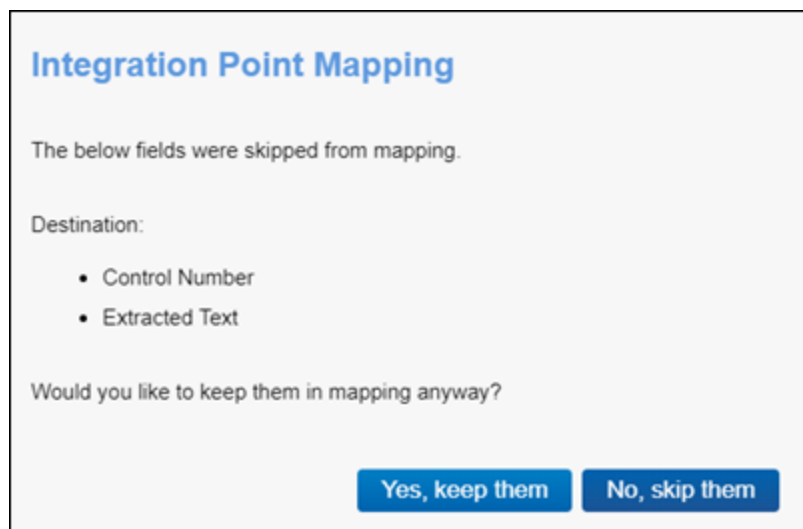 Integration Point Mapping
The below fields were skipped from mapping.
Destination:
• Control Number
• Extracted Text
Would you like to keep them in mapping anyway?
Yes, keep them No, skip them